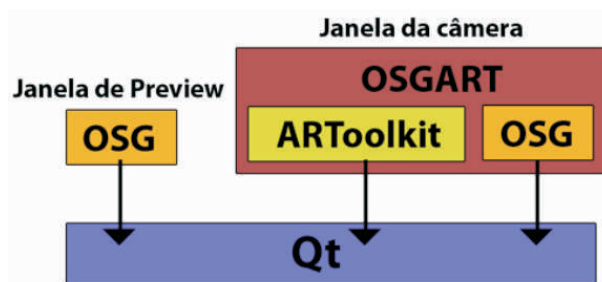 Janela da câmera
OSGART
Janela de Preview
OSG
ARToolkit
OSG
Qt